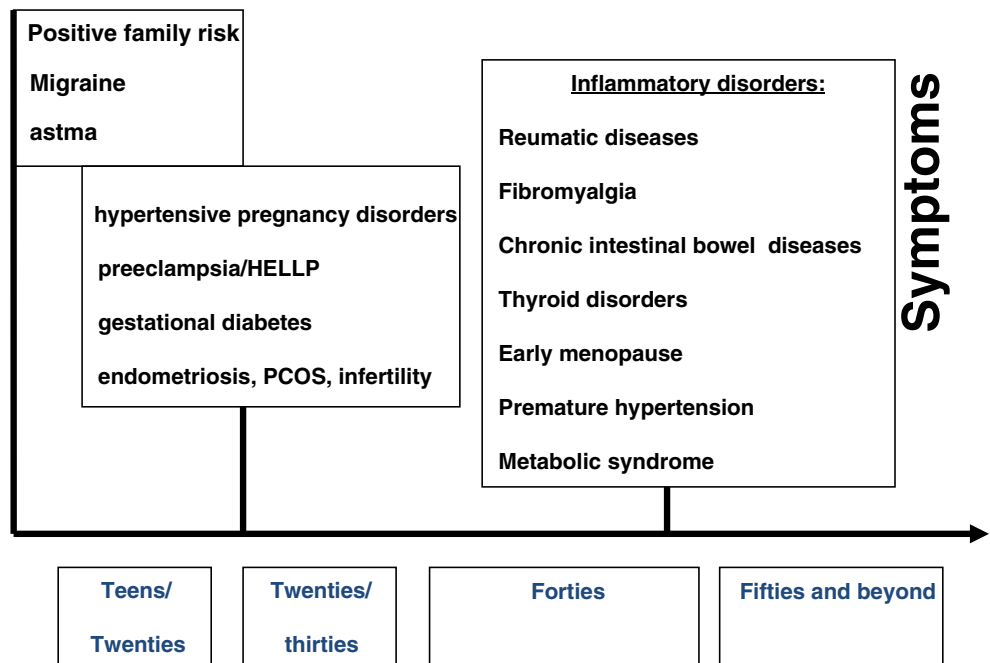 Positive family risk
Migraine
astma
hypertensive pregnancy disorders
preeclampsia/HELLP
gestational diabetes
endometriosis, PCOS, infertility
Inflammatory disorders:
Reumatic diseases
Fibromyalgia
Chronic intestinal bowel diseases
Thyroid disorders
Early menopause
Premature hypertension
Metabolic syndrome
Symptoms
Teens/
Twenties
Twenties/
thirties
Forties
Fifties and beyond